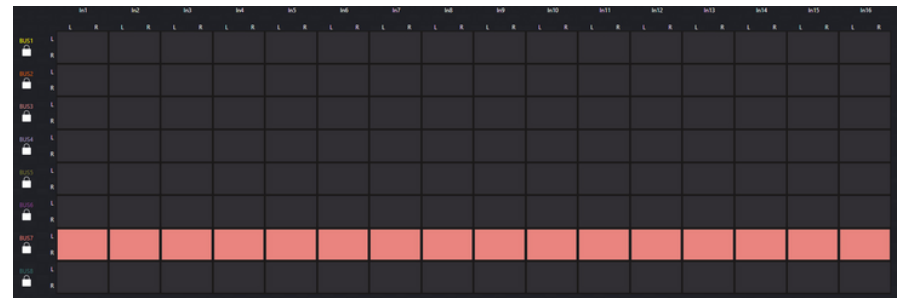 In1 In2 In3 In4 In5 In6 In7 In8 In9 In10 In11 In12 In13 In14 In15 In16
L R L R L R L R L R L R L R L R L R L R L R L R L R L R L R L R
BUS1 L
R
BUS2 L
R
BUS3 L
R
BUS4 L
R
BUS5 L
R
BUS6 L
R
BUS7 L
R
BUS8 L
R